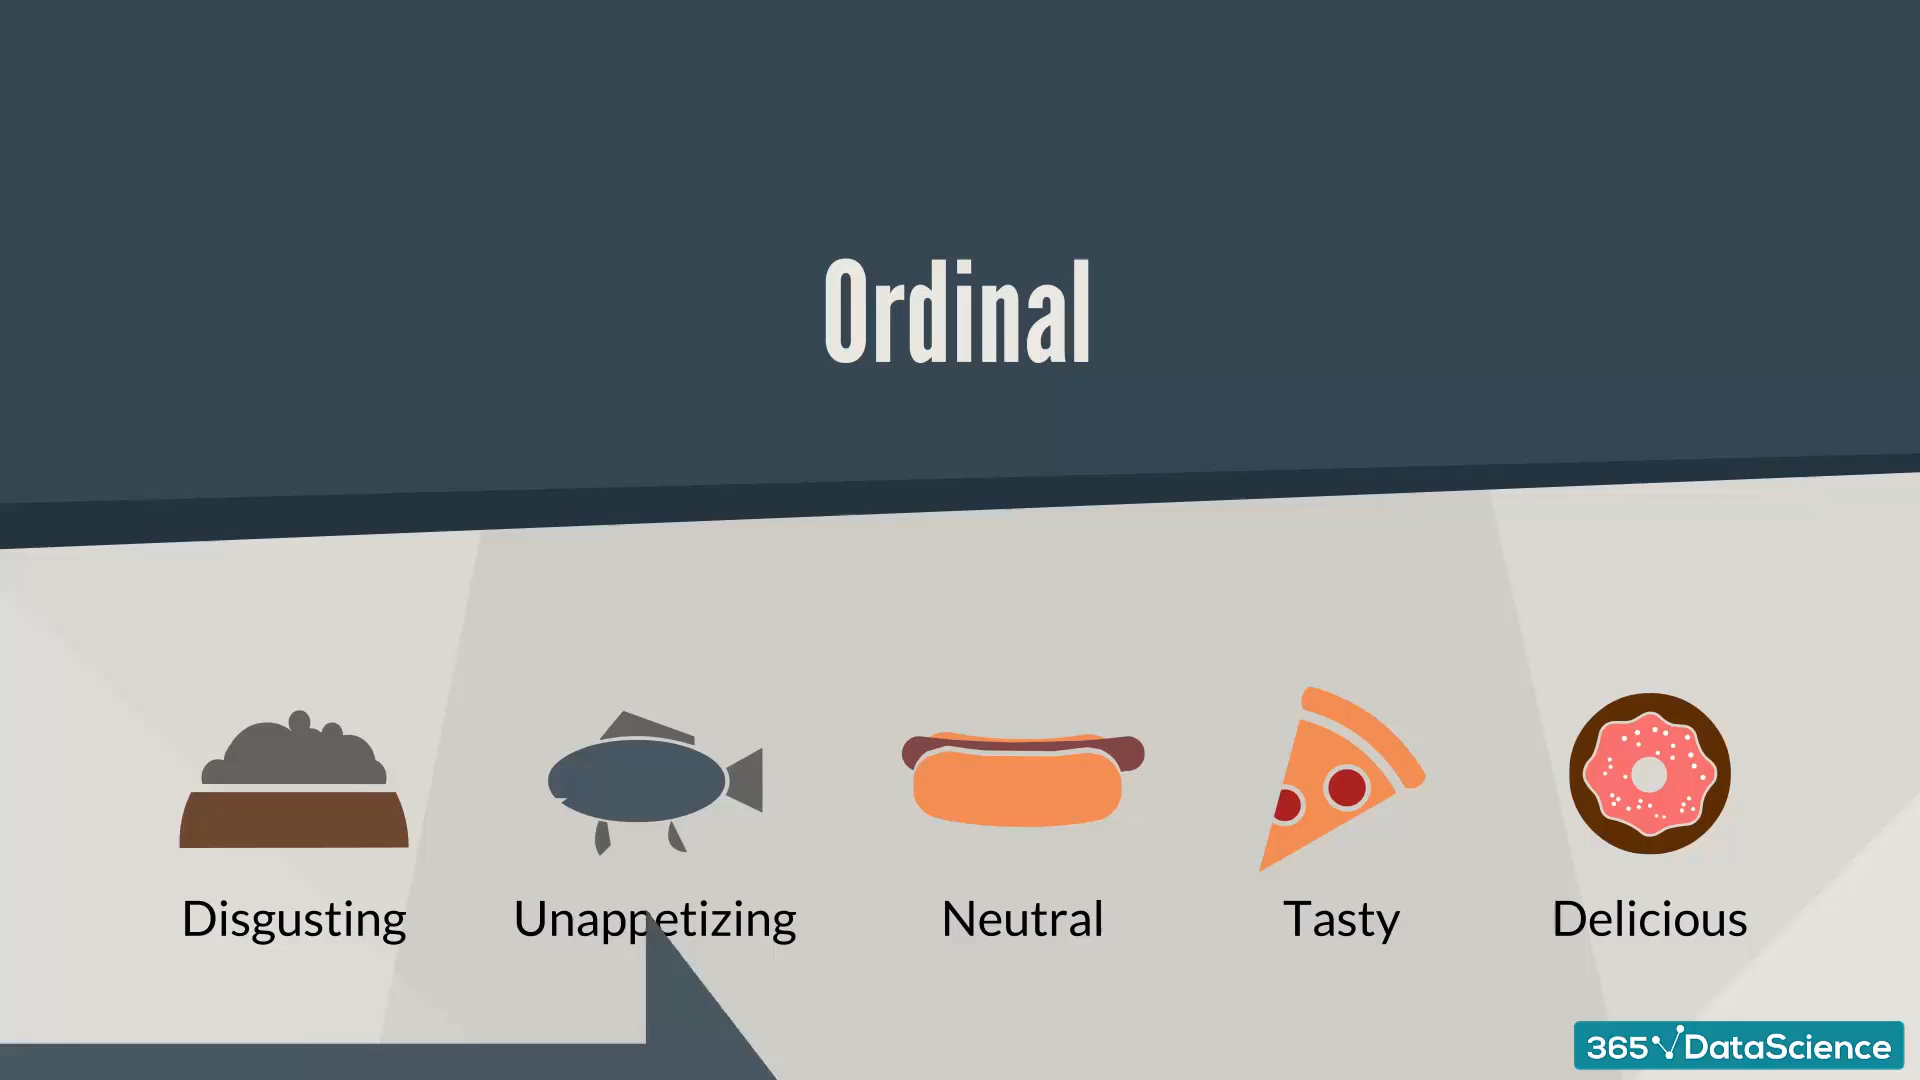 Ordinal
Disgusting Unappetizing Neutral Tasty Delicious
365 DataScience